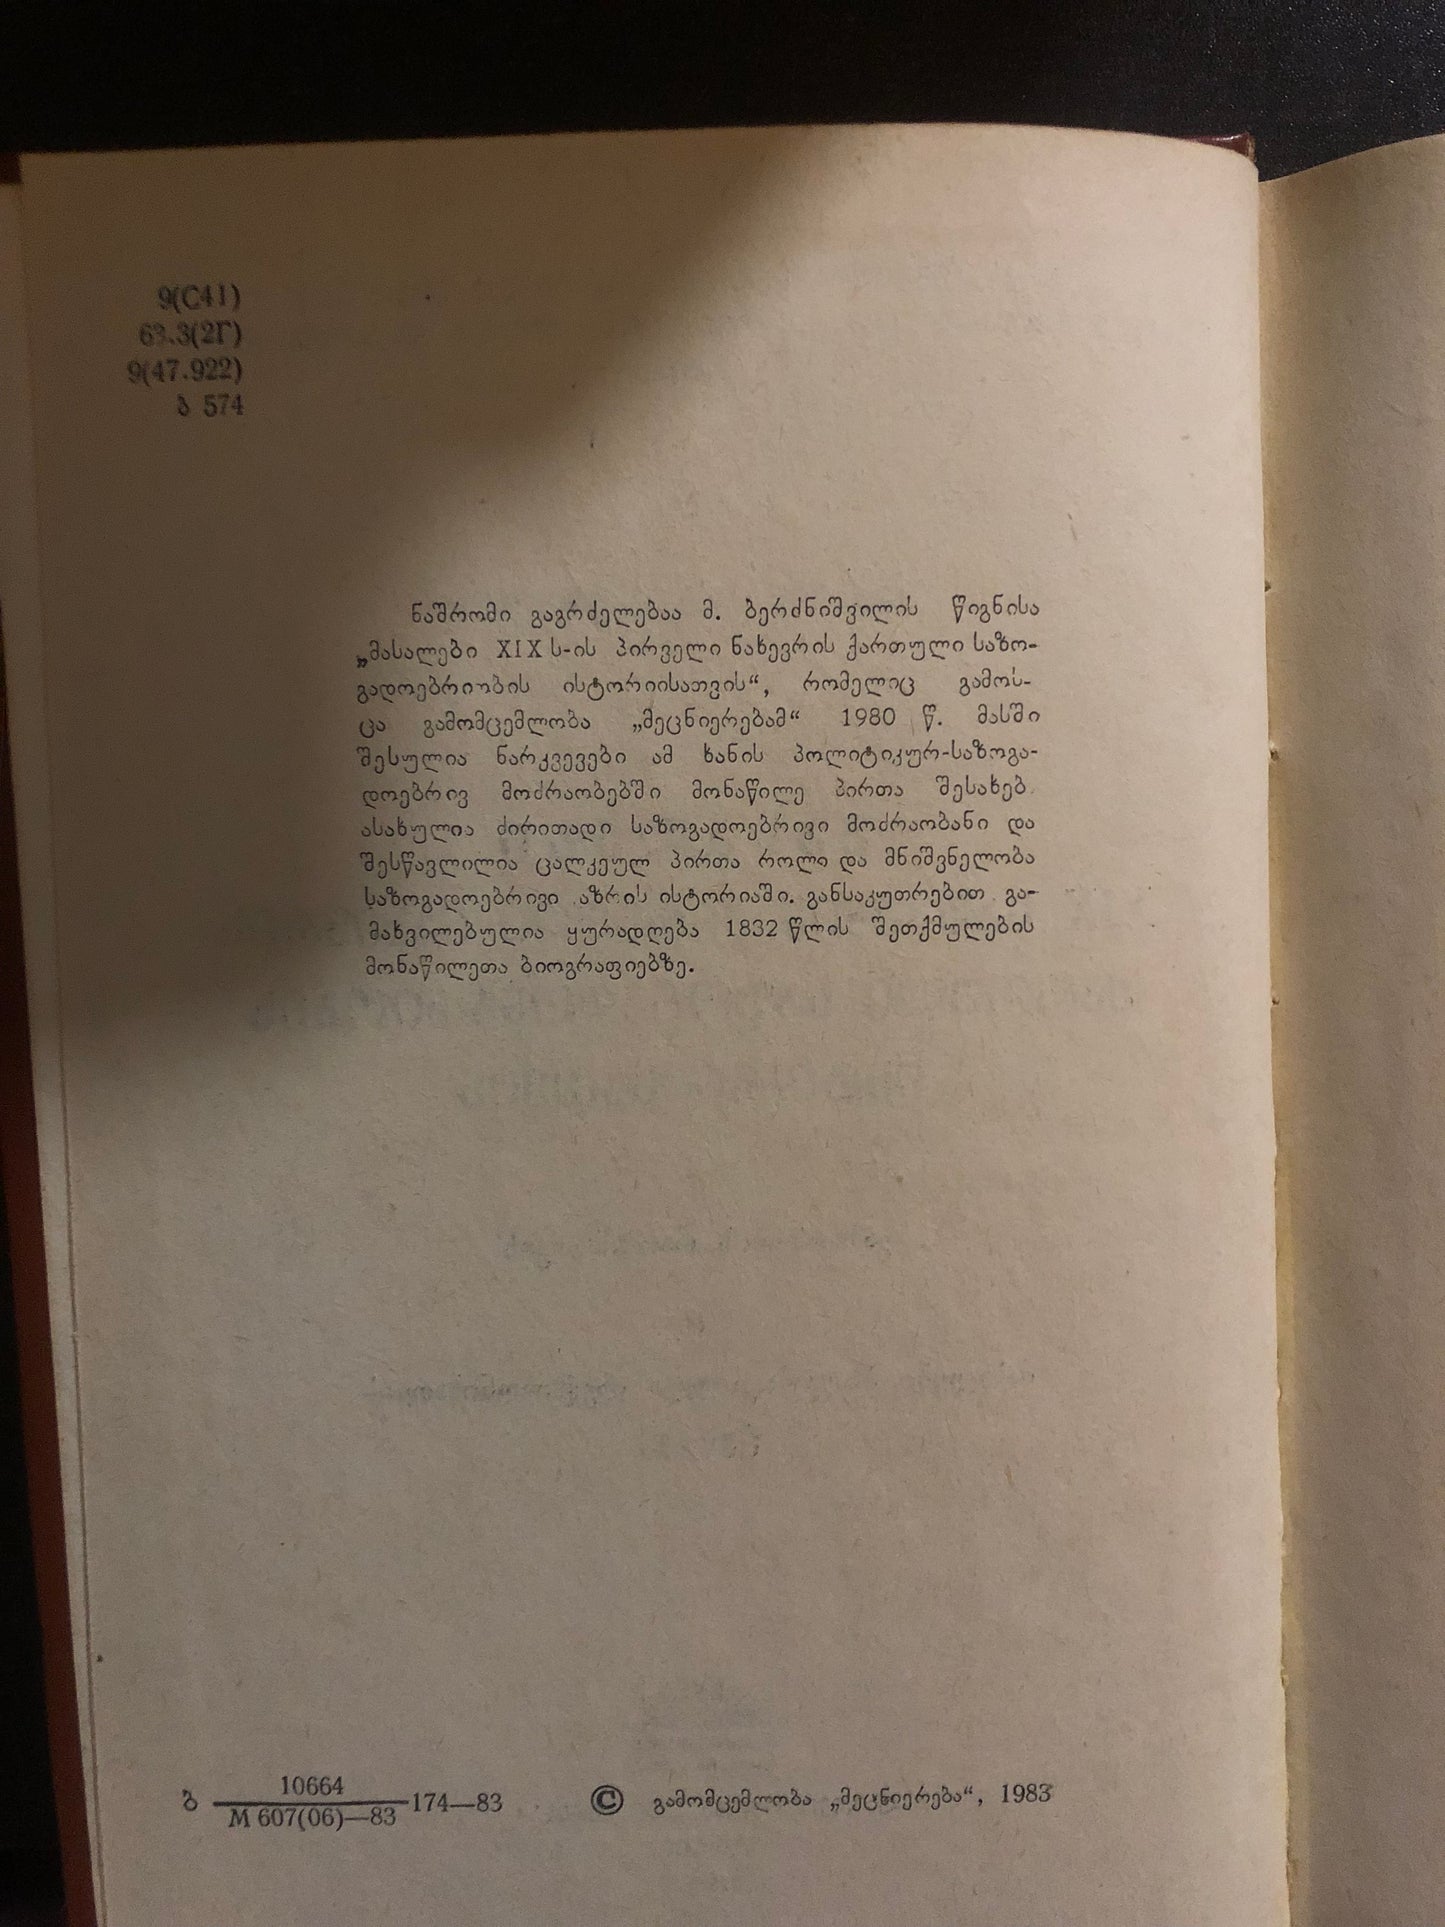 9(С41)
63.3(2Г)
9(47.922)
ბ 574
ნაშრომი გაგრძელებაა მ. ბერძნიშვილის წიგნისა
„მასალები XIX ს-ის პირველი ნახევრის ქართული საზო-
გადოებრიობის ისტორიისათვის“, რომელიც გამოს-
ცა გამომცემლობა „მეცნიერებამ“ 1980 წ. მასში
შესულია ნარკვევები ამ ხანის პოლიტიკურ-საზოგა-
დოებრივ მოძრაობებში მონაწილე პირთა შესახებ.
ასახულია ძირითადი საზოგადოებრივი მოძრაობანი და
შესწავლილია ცალკეულ პირთა როლი და მნიშვნელობა
საზოგადოებრივი აზრის ისტორიაში. განსაკუთრებით გა-
მახვილებულია ყურადღება 1832 წლის შეთქმულების
მონაწილეთა ბიოგრაფიებზე.
ბ 10664
М 607(06)—83 174—83
© გამომცემლობა „მეცნიერება“, 1983